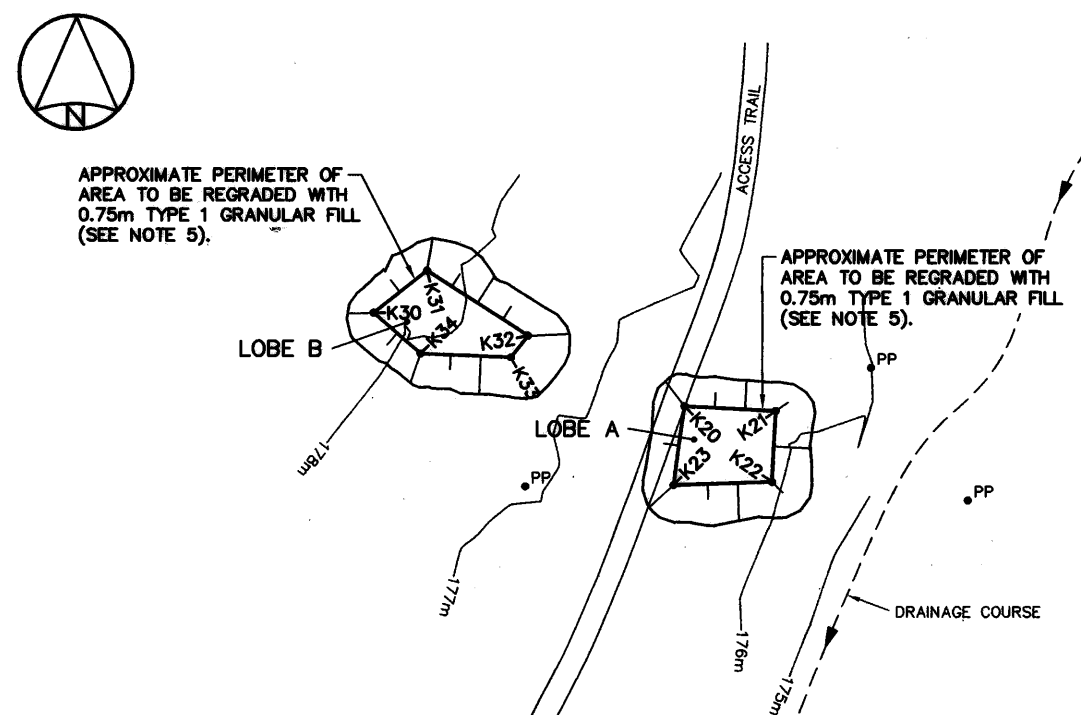 N
ACCESS TRAIL
APPROXIMATE PERIMETER OF
AREA TO BE REGRADED WITH
0.75m TYPE 1 GRANULAR FILL
(SEE NOTE 5).
APPROXIMATE PERIMETER OF
AREA TO BE REGRADED WITH
0.75m TYPE 1 GRANULAR FILL
(SEE NOTE 5).
K31
K30
K34
K32
K33
LOBE B
PP
K20
K21
LOBE A
K23
K22
178m
PP
PP
177m
DRAINAGE COURSE
176m
175m